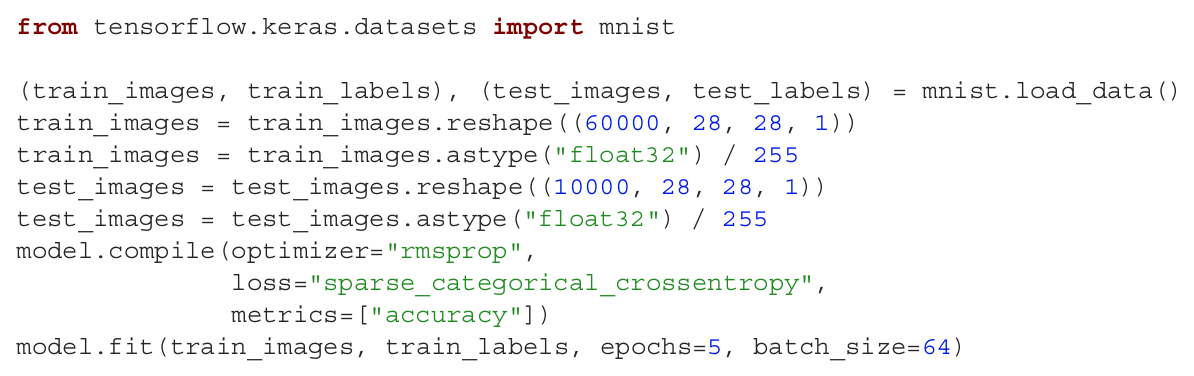 from tensorflow.keras.datasets import mnist

(train_images, train_labels), (test_images, test_labels) = mnist.load_data()
train_images = train_images.reshape((60000, 28, 28, 1))
train_images = train_images.astype("float32") / 255
test_images = test_images.reshape((10000, 28, 28, 1))
test_images = test_images.astype("float32") / 255
model.compile(optimizer="rmsprop",
              loss="sparse_categorical_crossentropy",
              metrics=["accuracy"])
model.fit(train_images, train_labels, epochs=5, batch_size=64)